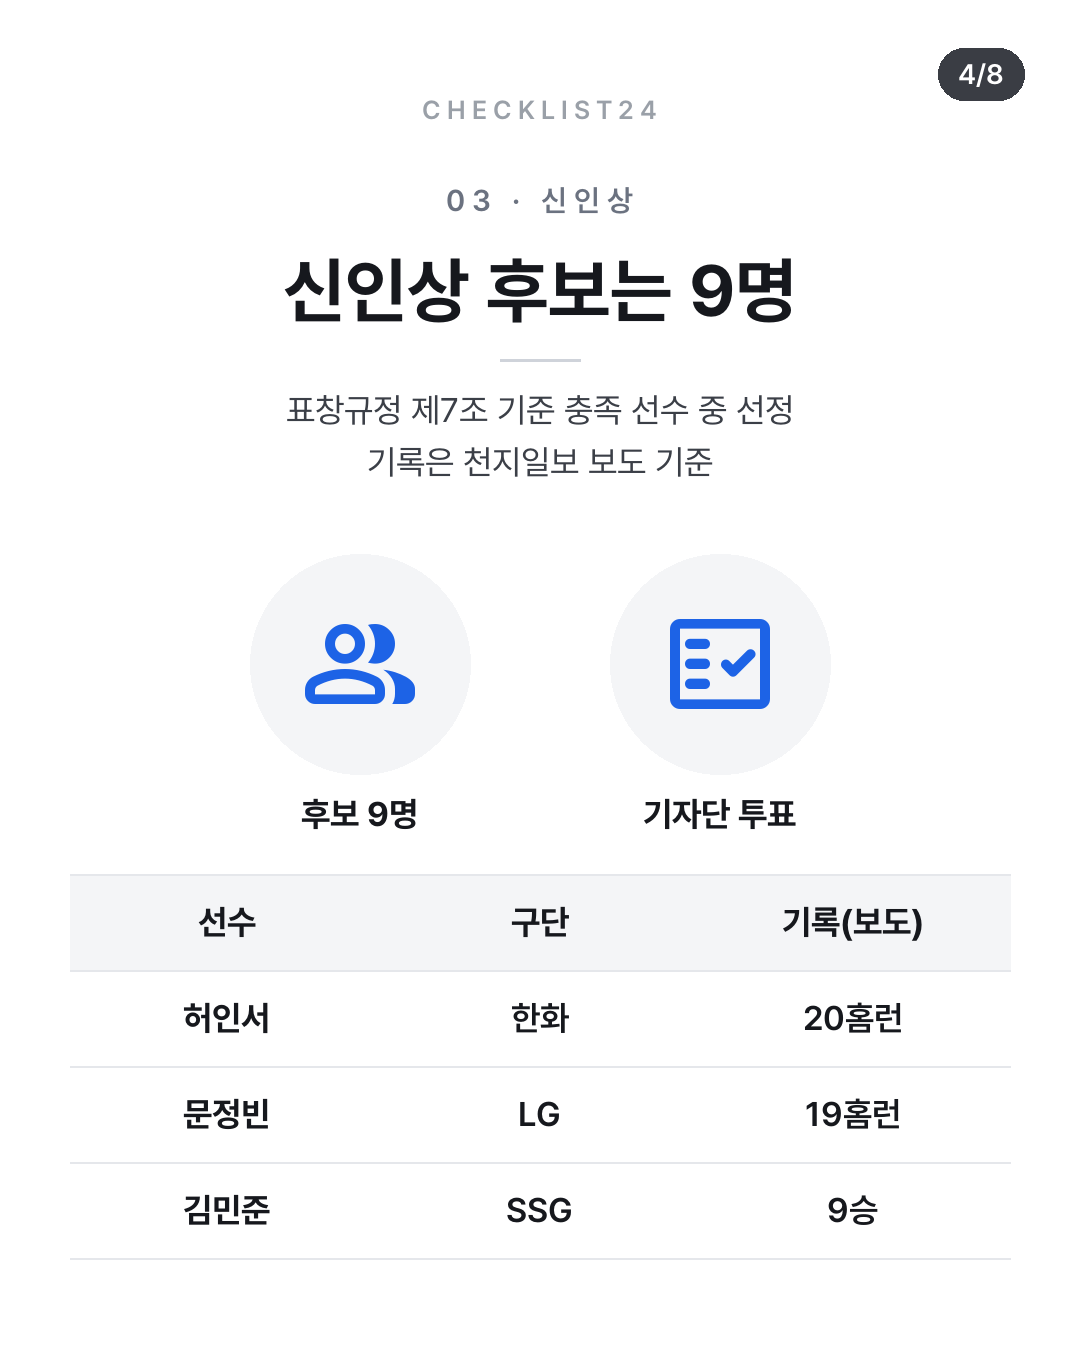 4/8
CHECKLIST24
03 · 신인상
신인상 후보는 9명
표창규정 제7조 기준 충족 선수 중 선정
기록은 천지일보 보도 기준
후보 9명 기자단 투표
선수 구단 기록(보도)
허인서 한화 20홈런
문정빈 LG 19홈런
김민준 SSG 9승